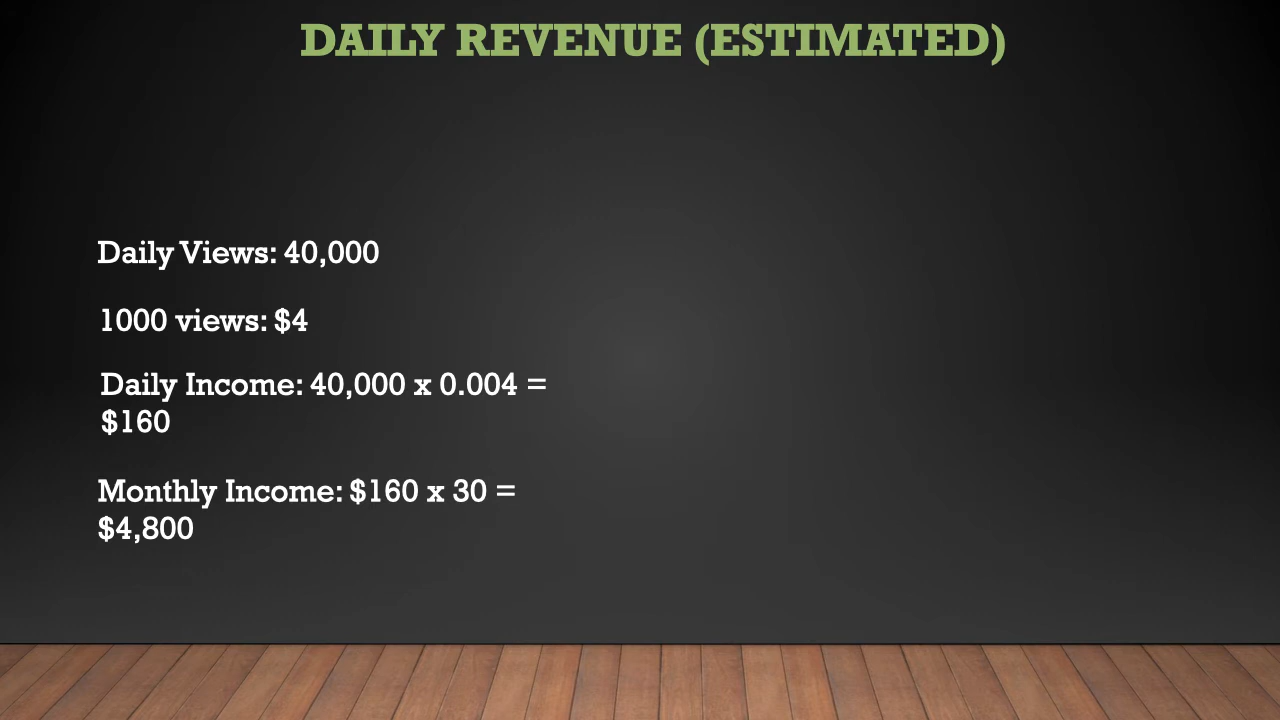 DAILY REVENUE (ESTIMATED)
Daily Views: 40,000
1000 views: $4
Daily Income: 40,000 x 0.004 =
$160
Monthly Income: $160 x 30 =
$4,800